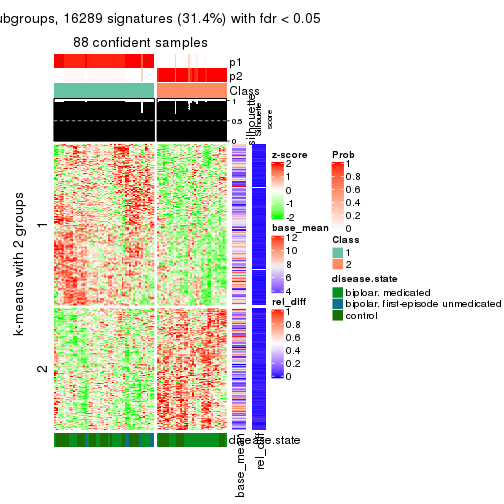 ubgroups, 16289 signatures (31.4%) with fdr < 0.05
88 confident samples
p1
p2
Class
1
0.5
0
silhouette
Silhouette
score
k-means with 2 groups
1
2
z-score
2
1
0
-1
-2
base_mean
12
10
8
6
4
rel_diff
1
0.8
0.6
0.4
0.2
0
Prob
1
0.8
0.6
0.4
0.2
0
Class
1
2
disease.state
biploar. medicated
bipolar. first-episode unmedicated
control
disease.state
base_mean
rel_diff